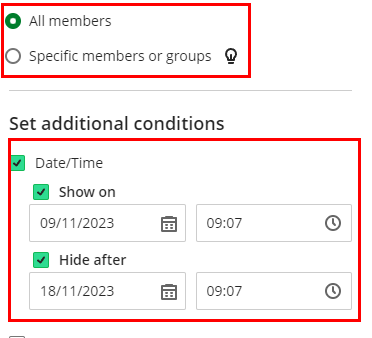 All members
Specific members or groups
Set additional conditions
Date/Time
Show on
09/11/2023 09:07
Hide after
18/11/2023 09:07